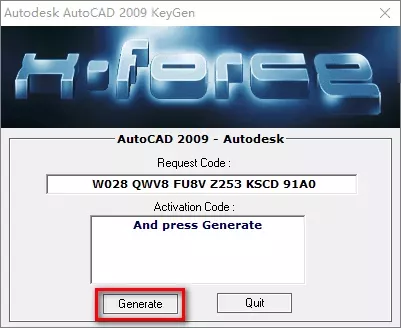 Autodesk AutoCAD 2009 KeyGen
X-FORCE
AutoCAD 2009 - Autodesk
Request Code :
W028 QWV8 FU8V Z253 KSCD 91A0
Activation Code :
And press Generate
Generate Quit